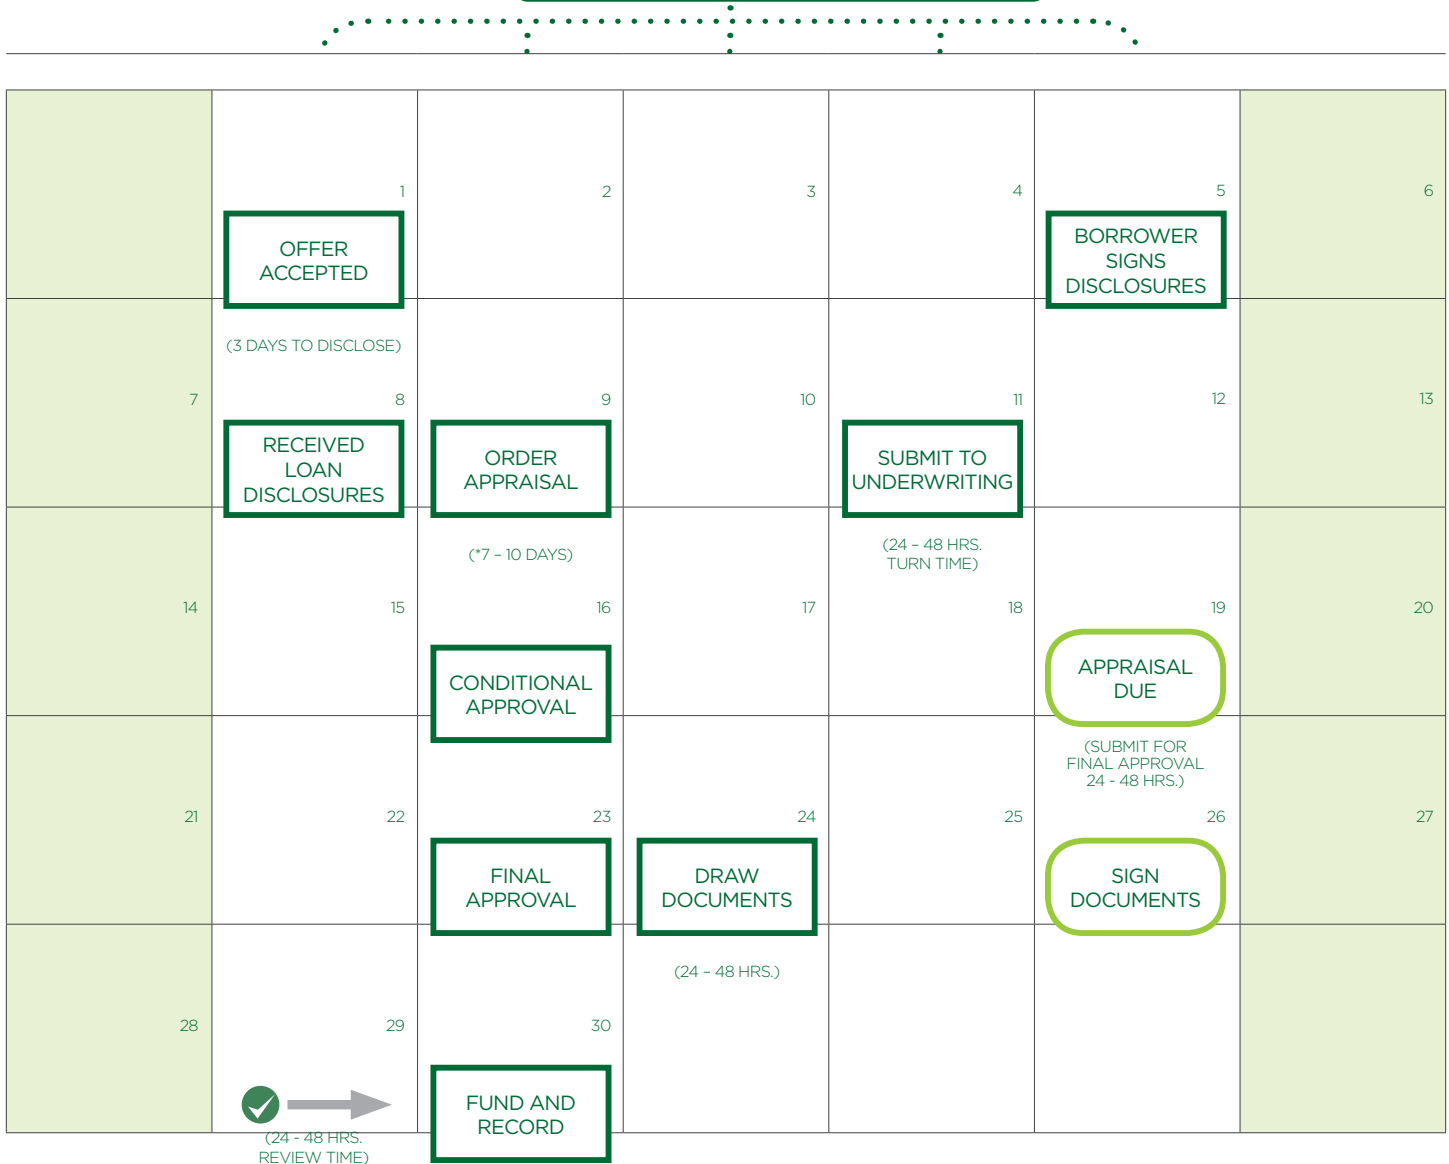 1
2
3
4
5
6
OFFER
ACCEPTED
BORROWER
SIGNS
DISCLOSURES
(3 DAYS TO DISCLOSE)
7
8
9
10
11
12
13
RECEIVED
LOAN
DISCLOSURES
ORDER
APPRAISAL
SUBMIT TO
UNDERWRITING
(*7 – 10 DAYS)
(24 – 48 HRS.
TURN TIME)
14
15
16
17
18
19
20
CONDITIONAL
APPROVAL
APPRAISAL
DUE
(SUBMIT FOR
FINAL APPROVAL
24 - 48 HRS.)
21
22
23
24
25
26
27
FINAL
APPROVAL
DRAW
DOCUMENTS
SIGN
DOCUMENTS
(24 – 48 HRS.)
28
29
30
(24 - 48 HRS.
REVIEW TIME)
FUND AND
RECORD